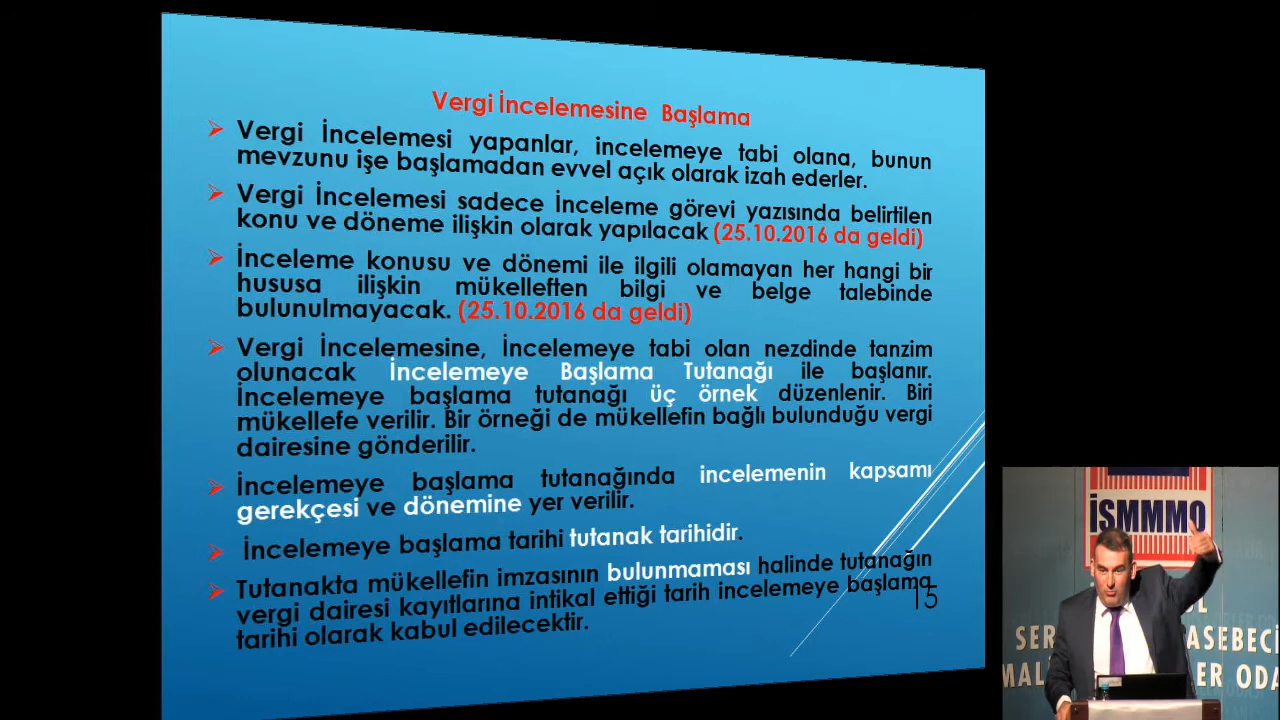 Vergi İncelemesine Başlama
Vergi İncelemesi yapanlar, incelemeye tabi olana, bunun
mevzunu işe başlamadan evvel açık olarak izah ederler.
Vergi İncelemesi sadece İnceleme görevi yazısında belirtilen
konu ve döneme ilişkin olarak yapılacak (25.10.2016 da geldi)
İnceleme konusu ve dönemi ile ilgili olamayan her hangi bir
hususa ilişkin mükelleften bilgi ve belge talebinde
bulunulmayacak. (25.10.2016 da geldi)
Vergi İncelemesine, İncelemeye tabi olan nezdinde tanzim
olunacak İncelemeye Başlama Tutanağı ile başlanır.
İncelemeye başlama tutanağı üç örnek düzenlenir. Biri
mükellefe verilir. Bir örneği de mükellefin bağlı bulunduğu vergi
dairesine gönderilir.
İncelemeye başlama tutanağında incelemenin kapsamı
gerekçesi ve dönemine yer verilir.
İncelemeye başlama tarihi tutanak tarihidir.
Tutanakta mükellefin imzasının bulunmaması halinde tutanağın
vergi dairesi kayıtlarına intikal ettiği tarih incelemeye başlama
tarihi olarak kabul edilecektir.
15
İSMMMO
SER ASEBECİ
MALİ ER ODA